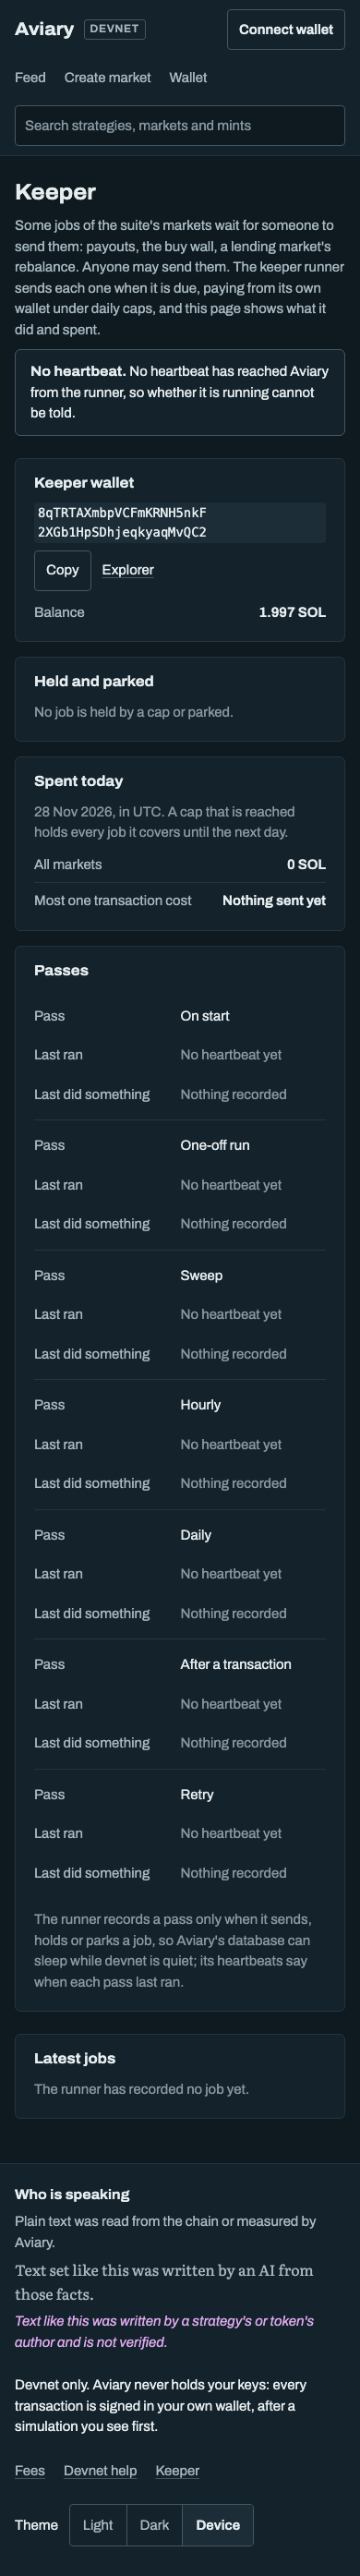 Aviary DEVNET Connect wallet
Feed Create market Wallet
Search strategies, markets and mints
Keeper
Some jobs of the suite's markets wait for someone to
send them: payouts, the buy wall, a lending market's
rebalance. Anyone may send them. The keeper runner
sends each one when it is due, paying from its own
wallet under daily caps, and this page shows what it
did and spent.
No heartbeat. No heartbeat has reached Aviary
from the runner, so whether it is running cannot
be told.
Keeper wallet
8qTRTAXmbpVCFmKRNH5nkF
2XGb1HpSDhjeqkyaqMvQC2
Copy Explorer
Balance 1.997 SOL
Held and parked
No job is held by a cap or parked.
Spent today
28 Nov 2026, in UTC. A cap that is reached
holds every job it covers until the next day.
All markets 0 SOL
Most one transaction cost Nothing sent yet
Passes
Pass On start
Last ran No heartbeat yet
Last did something Nothing recorded
Pass One-off run
Last ran No heartbeat yet
Last did something Nothing recorded
Pass Sweep
Last ran No heartbeat yet
Last did something Nothing recorded
Pass Hourly
Last ran No heartbeat yet
Last did something Nothing recorded
Pass Daily
Last ran No heartbeat yet
Last did something Nothing recorded
Pass After a transaction
Last ran No heartbeat yet
Last did something Nothing recorded
Pass Retry
Last ran No heartbeat yet
Last did something Nothing recorded
The runner records a pass only when it sends,
holds or parks a job, so Aviary's database can
sleep while devnet is quiet; its heartbeats say
when each pass last ran.
Latest jobs
The runner has recorded no job yet.
Who is speaking
Plain text was read from the chain or measured by
Aviary.
Text set like this was written by an AI from
those facts.
Text like this was written by a strategy's or token's
author and is not verified.
Devnet only. Aviary never holds your keys: every
transaction is signed in your own wallet, after a
simulation you see first.
Fees Devnet help Keeper
Theme Light Dark Device